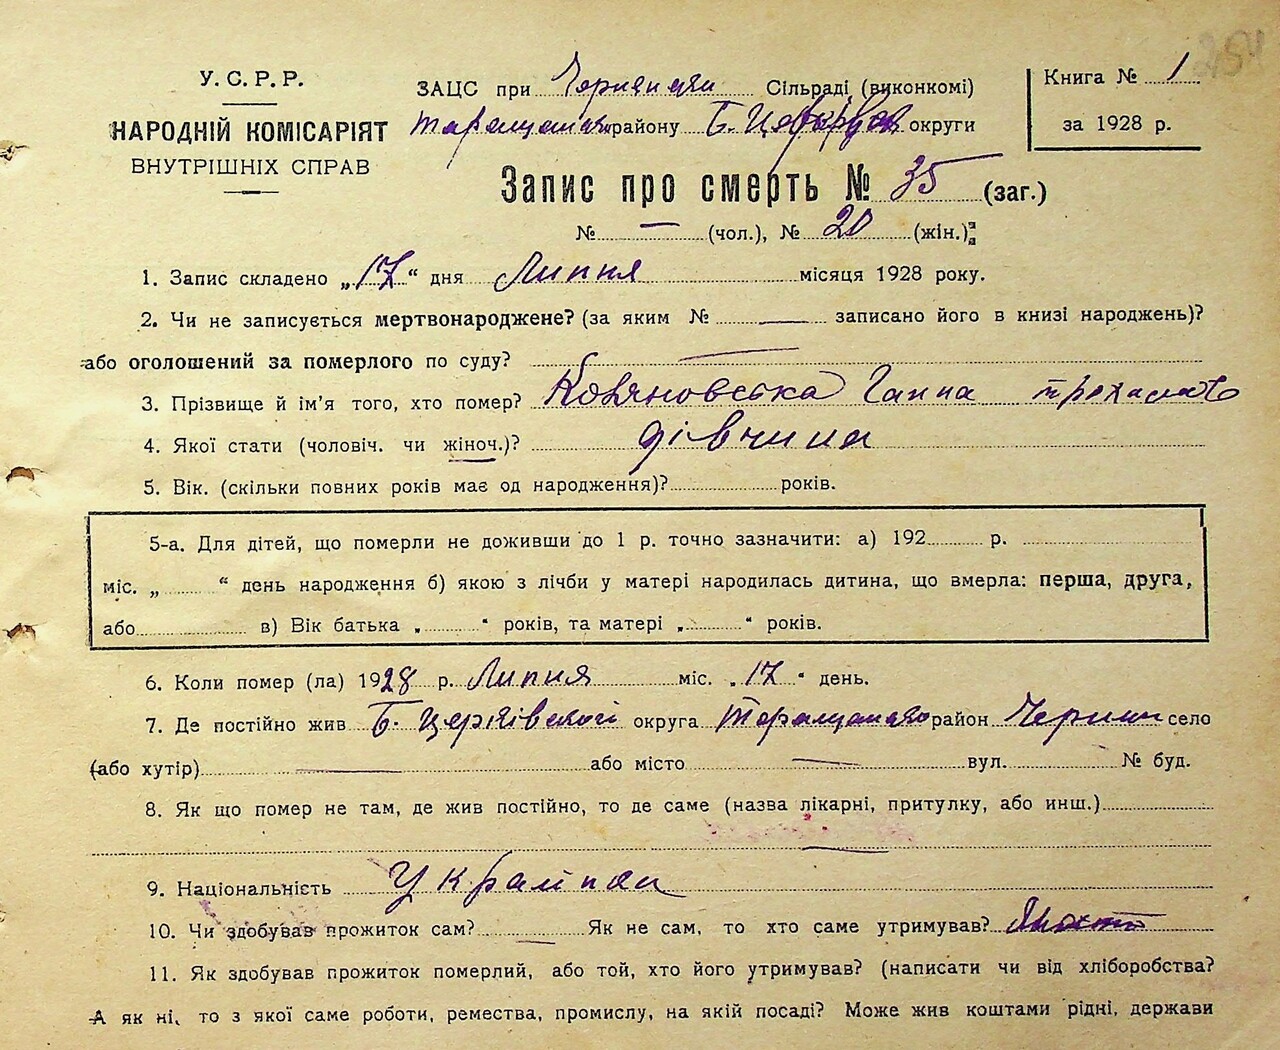 254
У.С.Р.Р.
НАРОДНІЙ КОМІСАРІЯТ
ВНУТРІШНІХ СПРАВ
ЗАЦС при Сільраді (виконкомі)
району Б. Церківск округи
Книга № 1
за 1928 р.
Запис про смерть № 35 (заг.)
№ — (чол.), № 20 (жін.)
1. Запис складено „17“ дня Липня місяця 1928 року.
2. Чи не записується мертвонароджене? (за яким № — записано його в книзі народжень)?
або оголошений за померлого по суду? —
3. Прізвище й ім'я того, хто помер? Ганна
4. Якої стати (чоловіч. чи жіноч.)? дівчина
5. Вік. (скільки повних років має од народження)? років.
5-а. Для дітей, що померли не доживши до 1 р. точно зазначити: а) 192 р.
міс. „ “ день народження б) якою з лічби у матері народилась дитина, що вмерла: перша, друга,
або в) Вік батька „ “ років, та матері „ “ років.
6. Коли помер (ла) 1928 р. Липня міс. „17“ день.
7. Де постійно жив Б. Церківской округа район Черник село
(або хутір) — або місто — вул. № буд.
8. Як що помер не там, де жив постійно, то де саме (назва лікарні, притулку, або инш.)
—
9. Національність Українка
10. Чи здобував прожиток сам? — Як не сам, то хто саме утримував?
11. Як здобував прожиток померлий, або той, хто його утримував? (написати чи від хліборобства?
А як ні, то з якої саме роботи, ремества, промислу, на якій посаді? Може жив коштами рідні, держави